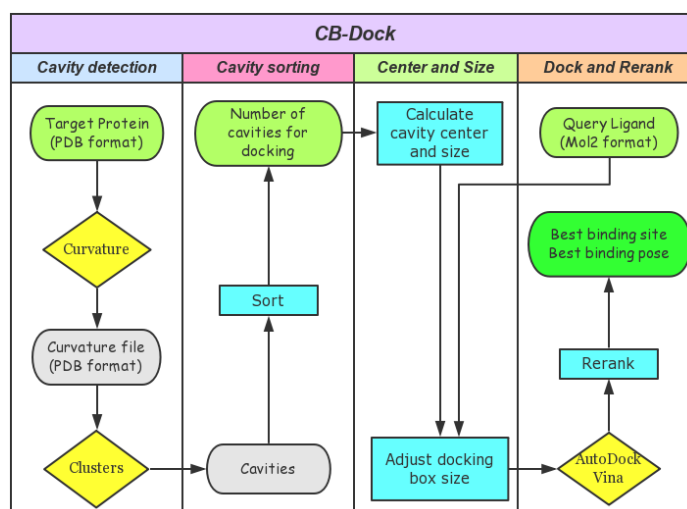 CB-Dock
Cavity detection
Cavity sorting
Center and Size
Dock and Rerank
Target Protein
(PDB format)
Curvature
Curvature file
(PDB format)
Clusters
Number of
cavities for
docking
Sort
Cavities
Calculate
cavity center
and size
Adjust docking
box size
Query Ligand
(Mol2 format)
Best binding site
Best binding pose
Rerank
AutoDock
Vina